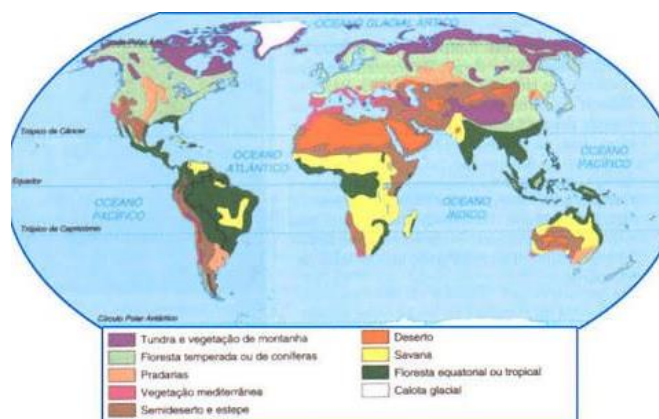 OCEANO GLACIAL ÁRTICO
Círculo Polar Ártico
Trópico de Câncer
OCEANO
ATLÂNTICO
OCEANO
PACÍFICO
Equador
OCEANO
PACÍFICO
OCEANO
ÍNDICO
Trópico de Capricórnio
Círculo Polar Antártico
Tundra e vegetação de montanha
Floresta temperada ou de coníferas
Pradarias
Vegetação mediterrânea
Semideserto e estepe
Deserto
Savana
Floresta equatorial ou tropical
Calota glacial